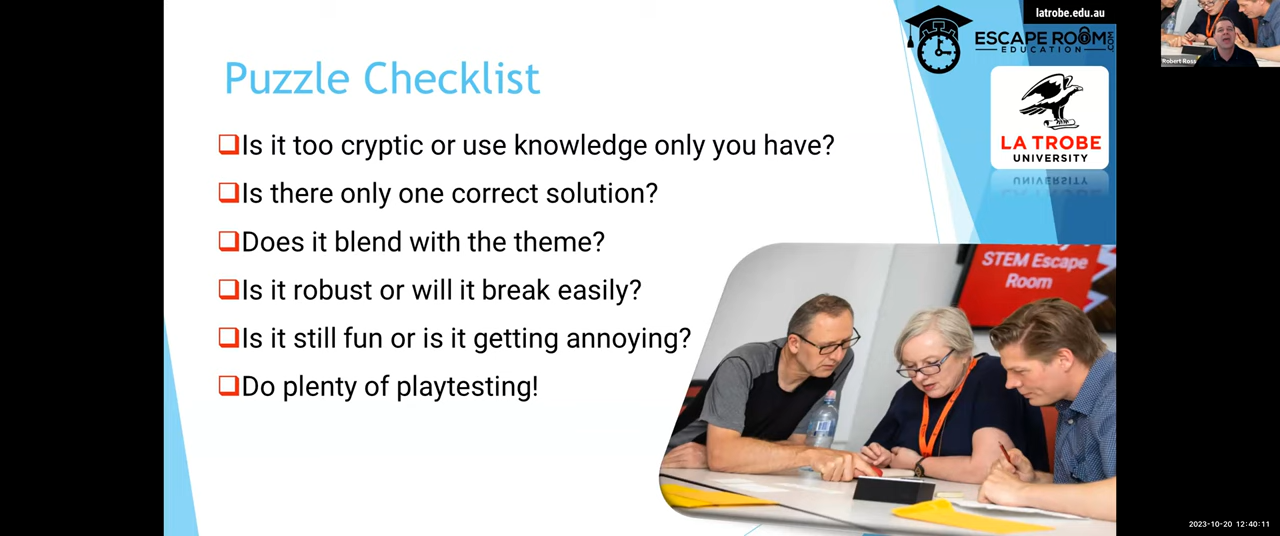 latrobe.edu.au
ESCAPE ROOM
.COM
EDUCATION
Robert Ross
Puzzle Checklist
LA TROBE
UNIVERSITY
Is it too cryptic or use knowledge only you have?
Is there only one correct solution?
Does it blend with the theme?
Is it robust or will it break easily?
Is it still fun or is it getting annoying?
Do plenty of playtesting!
STEM Escape
Room
2023-10-20 12:40:11